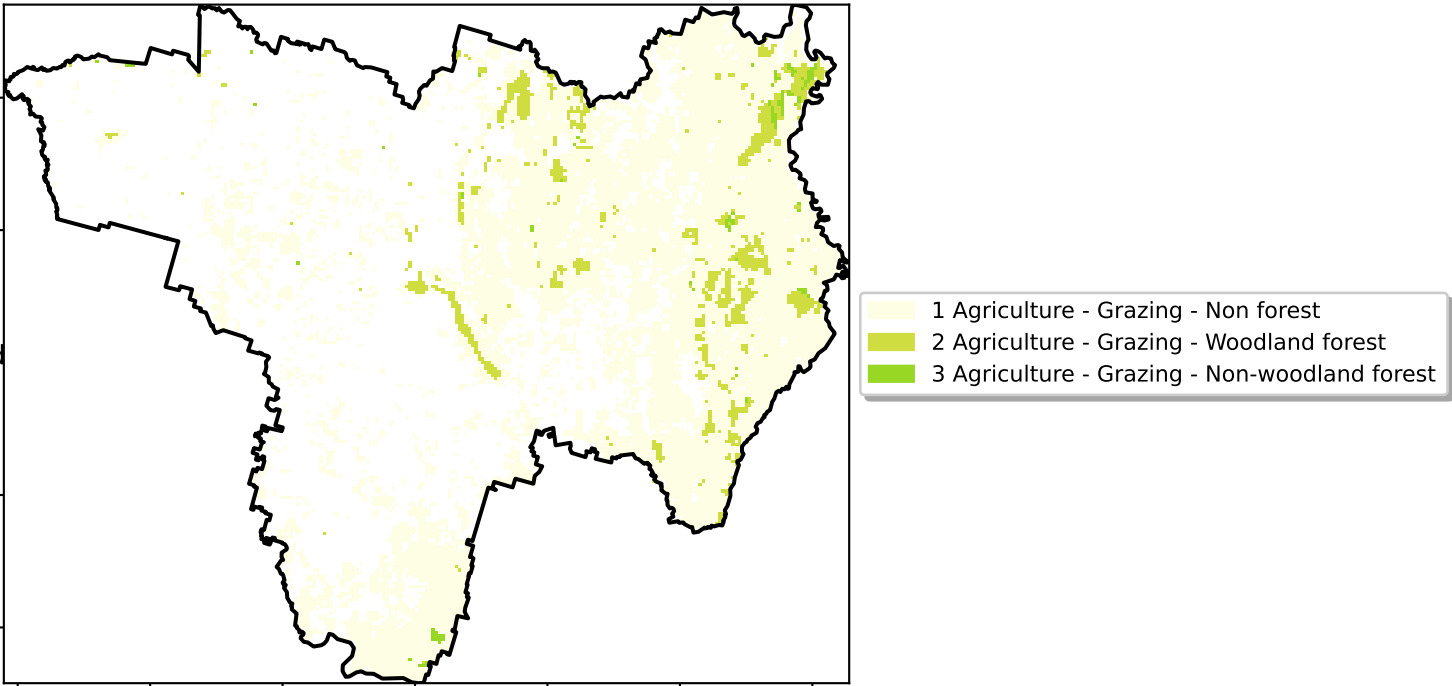 1 Agriculture - Grazing - Non forest
2 Agriculture - Grazing - Woodland forest
3 Agriculture - Grazing - Non-woodland forest